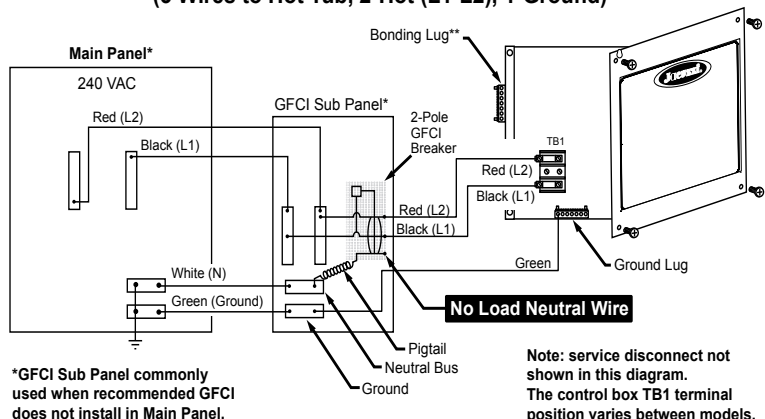 (3 Wires to Hot Tub, 2 Hot (L1-L2), 1 Ground)
Main Panel*
240 VAC
Red (L2)
Black (L1)
White (N)
Green (Ground)
GFCI Sub Panel*
2-Pole
GFCI
Breaker
Red (L2)
Black (L1)
Bonding Lug**
TB1
Red (L2)
Black (L1)
Jacuzzi
Green
Ground Lug
No Load Neutral Wire
Pigtail
Neutral Bus
Ground
*GFCI Sub Panel commonly
used when recommended GFCI
does not install in Main Panel.
Note: service disconnect not
shown in this diagram.
The control box TB1 terminal
position varies between models.